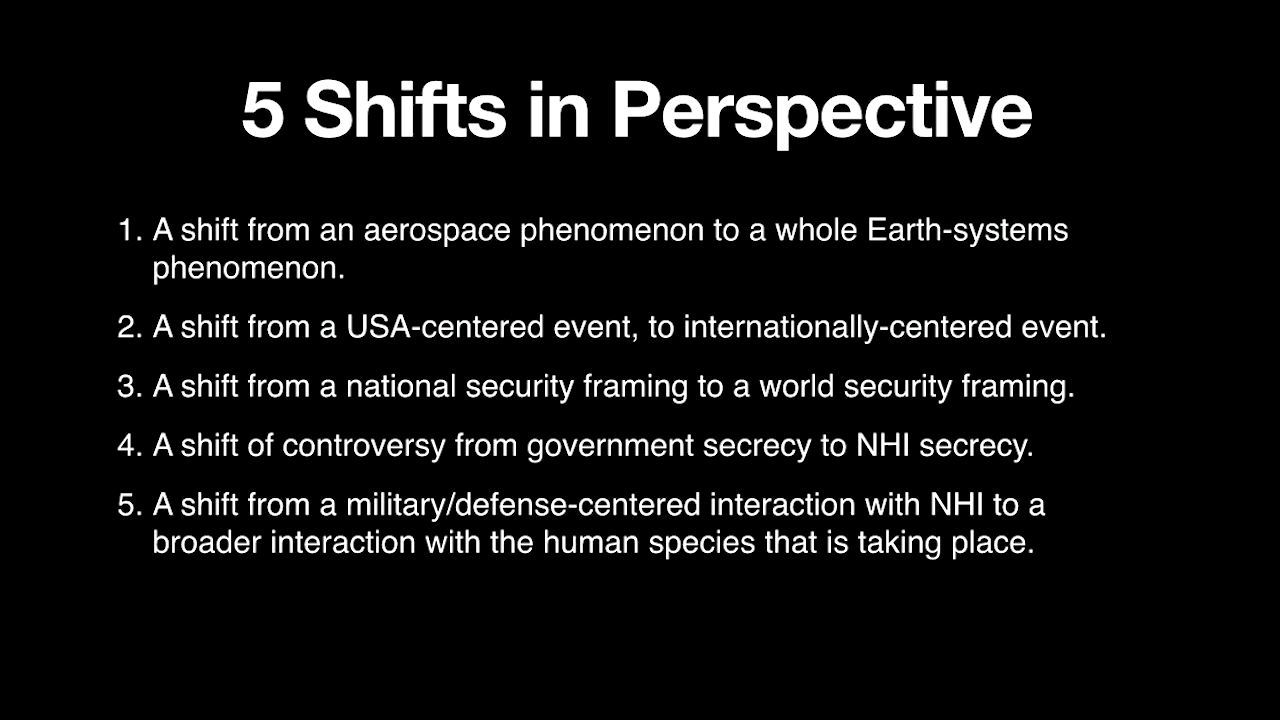 5 Shifts in Perspective
1. A shift from an aerospace phenomenon to a whole Earth-systems
phenomenon.
2. A shift from a USA-centered event, to internationally-centered event.
3. A shift from a national security framing to a world security framing.
4. A shift of controversy from government secrecy to NHI secrecy.
5. A shift from a military/defense-centered interaction with NHI to a
broader interaction with the human species that is taking place.